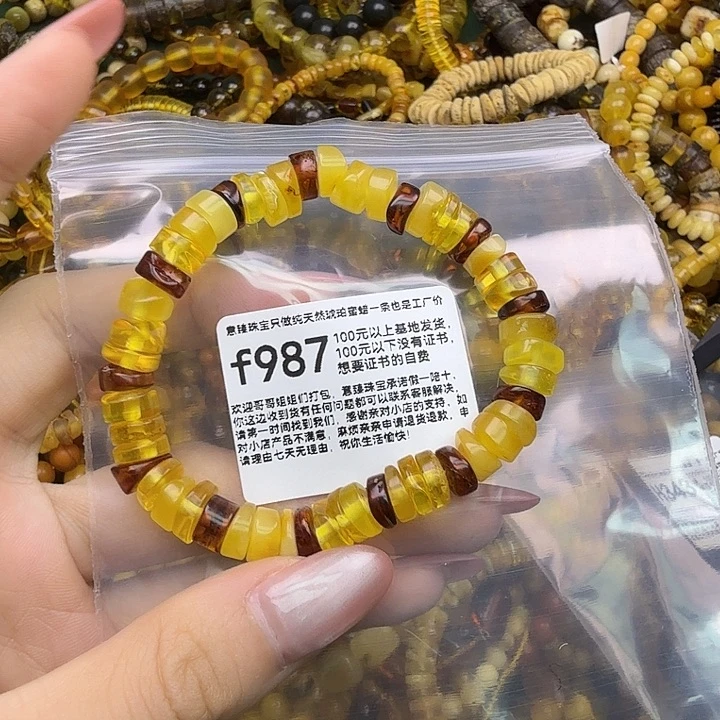 意臻珠宝只做纯天然琥珀蜜蜡一条也是工厂价
f987
100元以上基地发货，
100元以下没有证书，
想要证书的自费
欢迎哥哥姐姐们打包，意臻珠宝承诺假一赔十，
你这边收到货有任何问题都可以联系客服解决，
请第一时间找到我们，感谢亲对小店的支持，如
对小店产品不满意，麻烦亲亲申请退货退款，申
请理由七天无理由，祝你生活愉快！